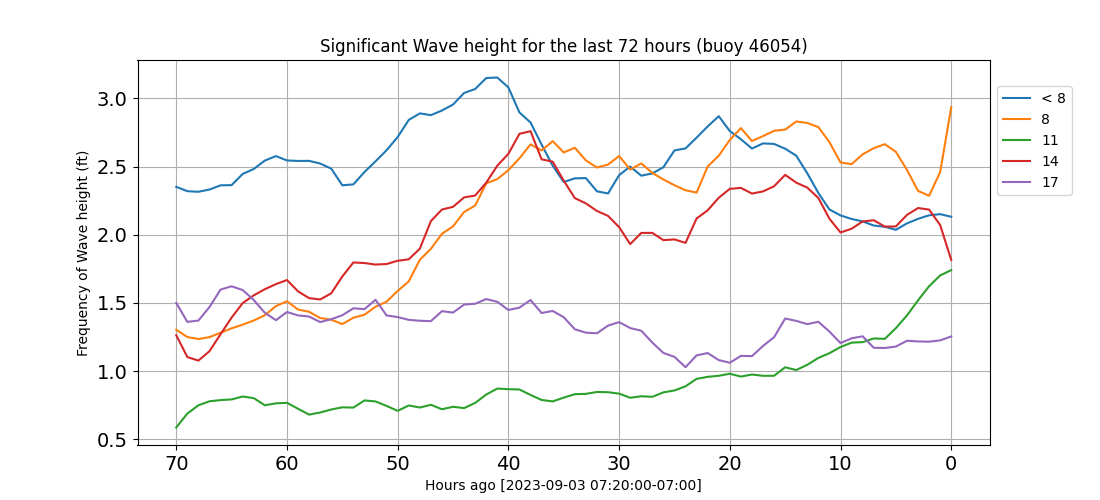 Significant Wave height for the last 72 hours (buoy 46054)
Frequency of Wave height (ft)
3.0
2.5
2.0
1.5
1.0
0.5
70 60 50 40 30 20 10 0
Hours ago [2023-09-03 07:20:00-07:00]
< 8
8
11
14
17